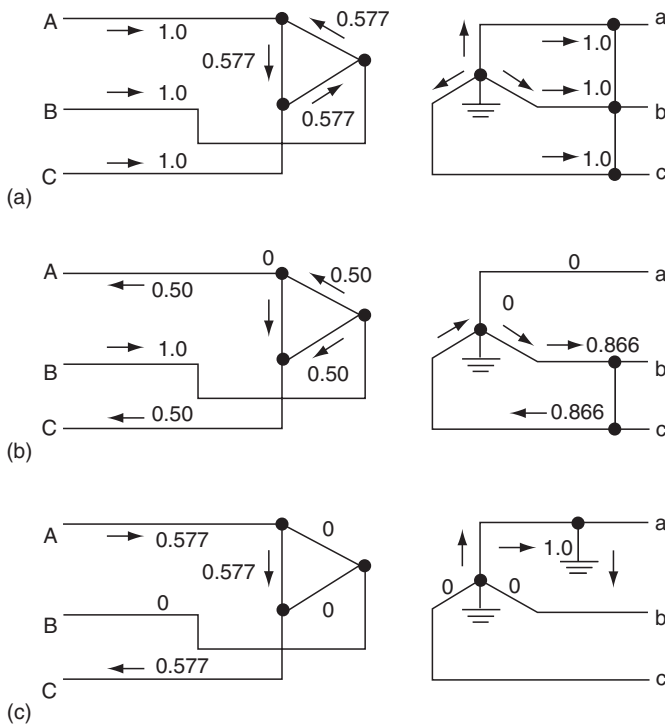 A 1.0 0.577 a
0.577 1.0
B 1.0 0.577 1.0 b
C 1.0 1.0 c
(a)
A 0 0.50 0 a
0.50 0
B 1.0 0.50 0.866 b
C 0.50 0.866 c
(b)
A 0.577 0 a
0.577 1.0
B 0 0 0 0 b
C 0.577 c
(c)